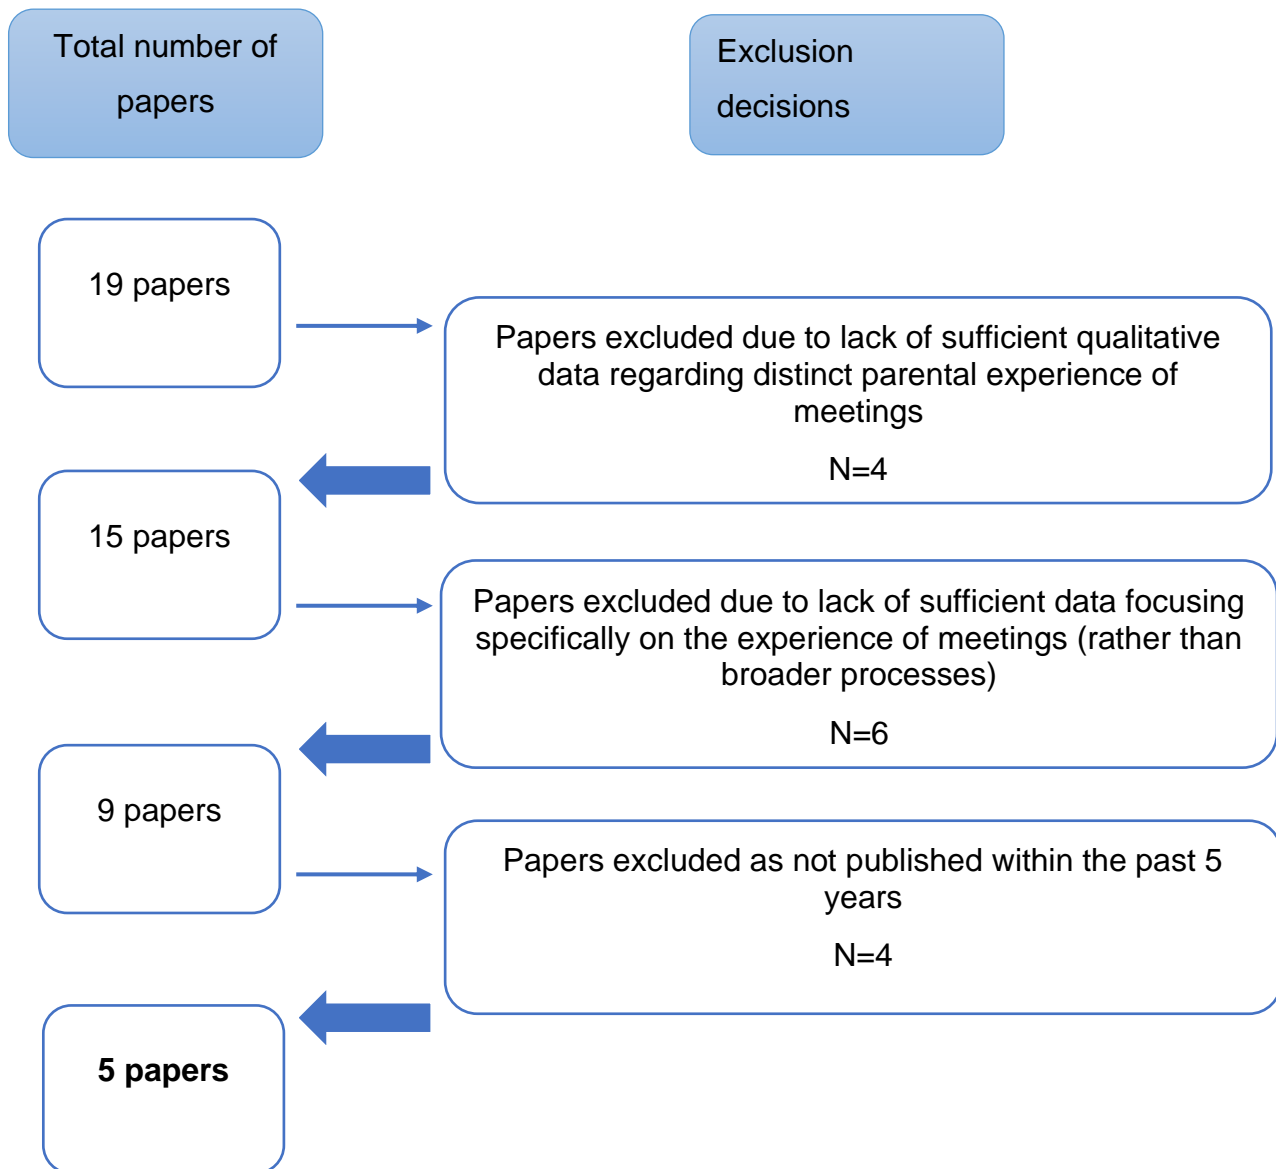 Total number of
papers
Exclusion
decisions
19 papers
Papers excluded due to lack of sufficient qualitative
data regarding distinct parental experience of
meetings
N=4
15 papers
Papers excluded due to lack of sufficient data focusing
specifically on the experience of meetings (rather than
broader processes)
N=6
9 papers
Papers excluded as not published within the past 5
years
N=4
5 papers